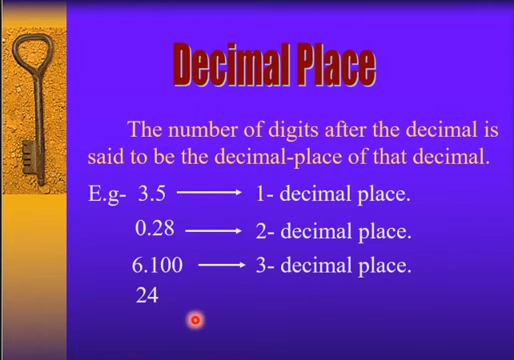 Decimal Place
The number of digits after the decimal is
said to be the decimal-place of that decimal.
E.g- 3.5 → 1- decimal place.
0.28 → 2- decimal place.
6.100 → 3- decimal place.
24